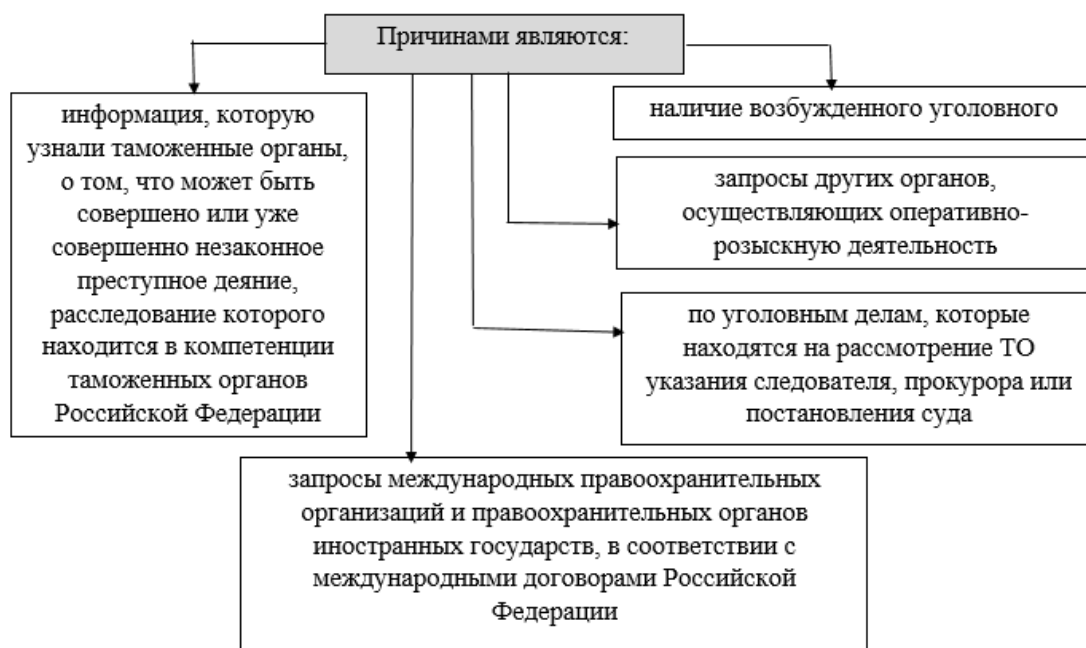 Причинами являются:
информация, которую
узнали таможенные органы,
о том, что может быть
совершено или уже
совершенно незаконное
преступное деяние,
расследование которого
находится в компетенции
таможенных органов
Российской Федерации
наличие возбужденного уголовного
запросы других органов,
осуществляющих оперативно-
розыскную деятельность
по уголовным делам, которые
находятся на рассмотрение ТО
указания следователя, прокурора или
постановления суда
запросы международных правоохранительных
организаций и правоохранительных органов
иностранных государств, в соответствии с
международными договорами Российской
Федерации